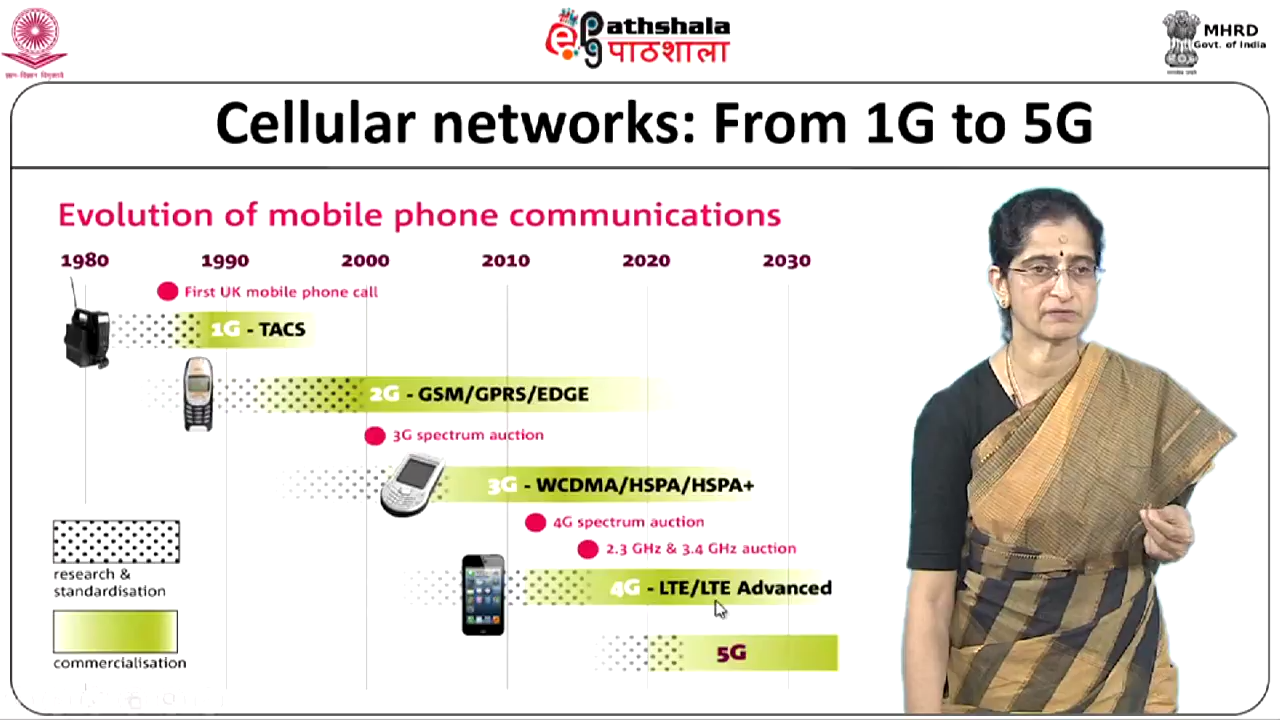 ePathshala
पाठशाला
MHRD
Govt. of India
Cellular networks: From 1G to 5G
Evolution of mobile phone communications
1980 1990 2000 2010 2020 2030
First UK mobile phone call
1G - TACS
2G - GSM/GPRS/EDGE
3G spectrum auction
3G - WCDMA/HSPA/HSPA+
4G spectrum auction
2.3 GHz & 3.4 GHz auction
research &
standardisation
4G - LTE/LTE Advanced
5G
commercialisation